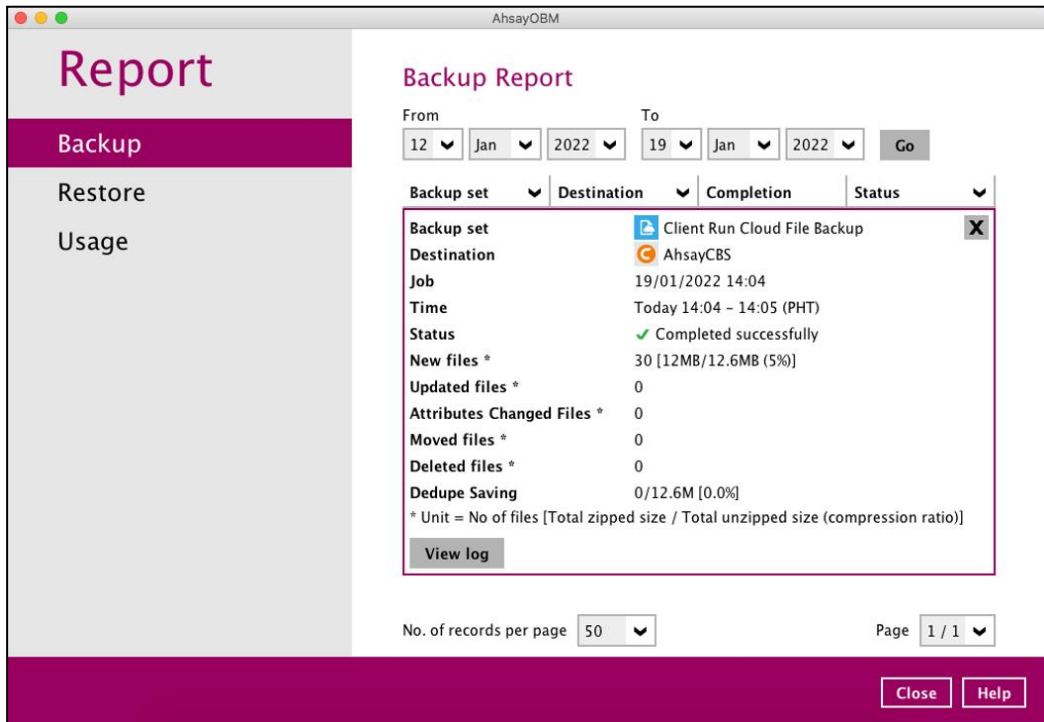 AhsayOBM
Report
Backup
Restore
Usage
Backup Report
From To
12 Jan 2022 19 Jan 2022 Go
Backup set Destination Completion Status
Backup set Client Run Cloud File Backup X
Destination C AhsayCBS
Job 19/01/2022 14:04
Time Today 14:04 – 14:05 (PHT)
Status Completed successfully
New files * 30 [12MB/12.6MB (5%)]
Updated files * 0
Attributes Changed Files * 0
Moved files * 0
Deleted files * 0
Dedupe Saving 0/12.6M [0.0%]
* Unit = No of files [Total zipped size / Total unzipped size (compression ratio)]
View log
No. of records per page 50 Page 1 / 1
Close Help